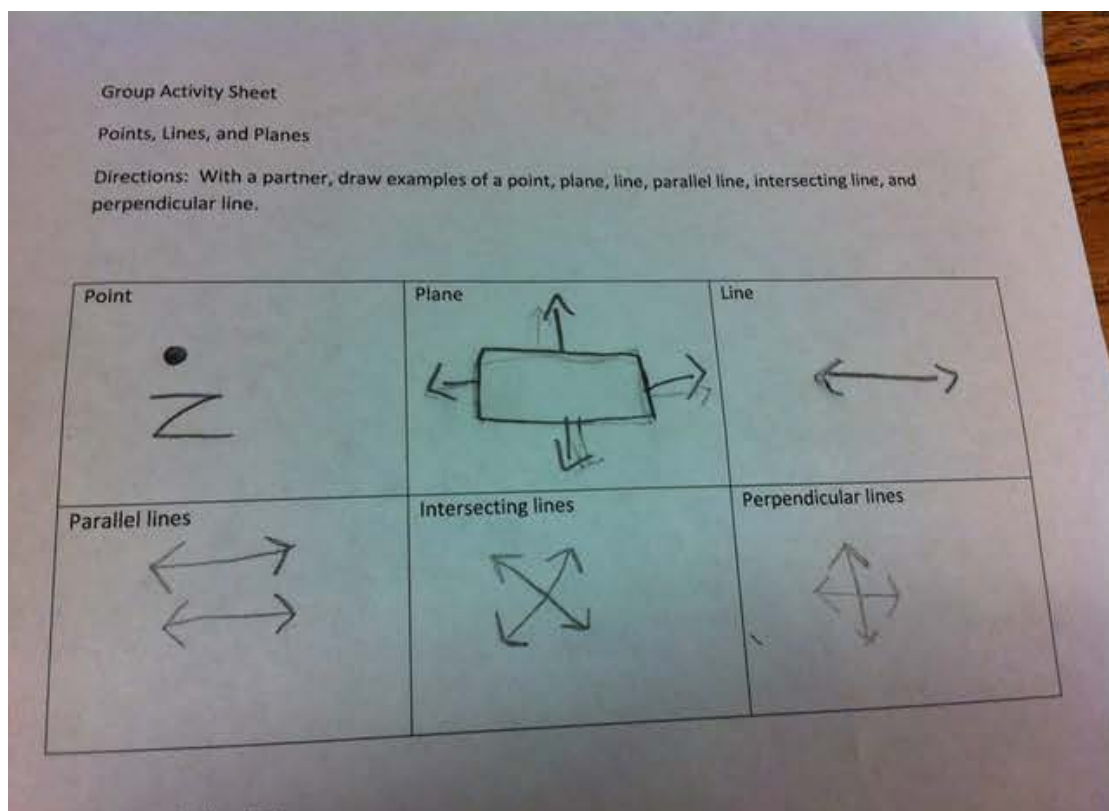 Group Activity Sheet
Points, Lines, and Planes
Directions: With a partner, draw examples of a point, plane, line, parallel line, intersecting line, and
perpendicular line.
Point
Plane
Line
Z
Parallel lines
Intersecting lines
Perpendicular lines